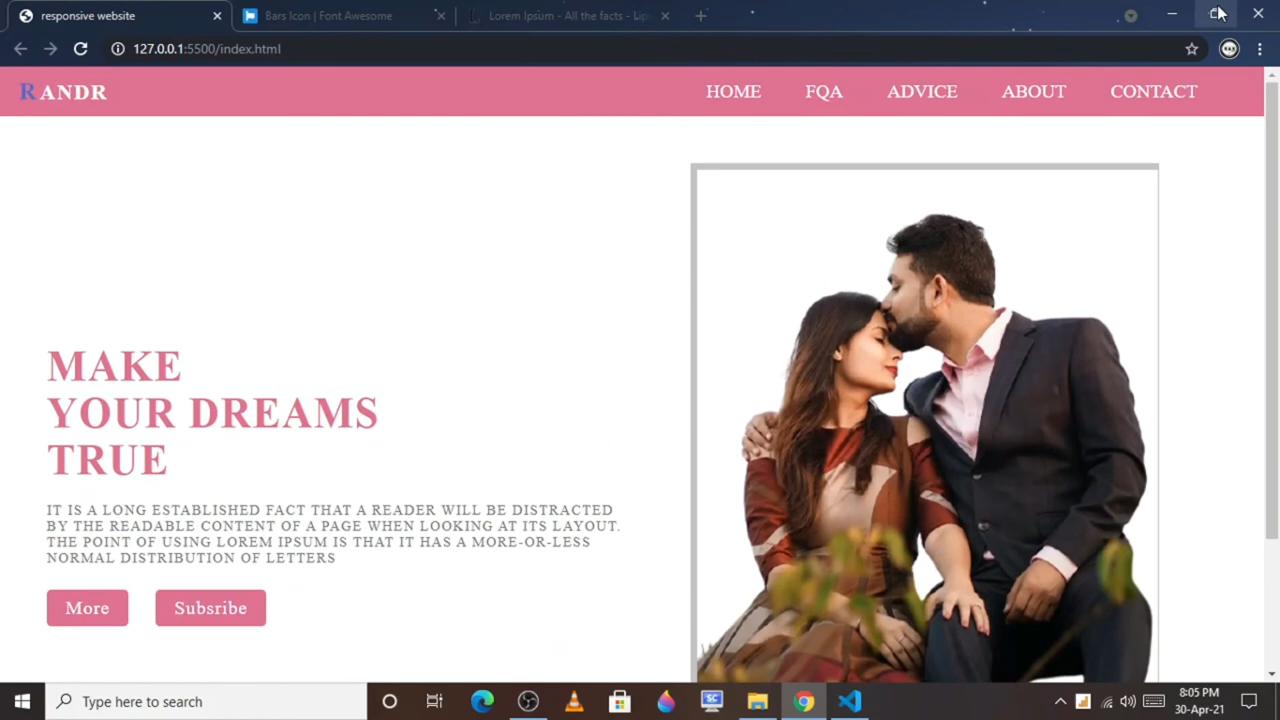 responsive website
Bars Icon | Font Awesome
Lorem Ipsum - All the facts - Lip
127.0.0.1:5500/index.html
R ANDR
HOME FQA ADVICE ABOUT CONTACT
MAKE
YOUR DREAMS
TRUE
IT IS A LONG ESTABLISHED FACT THAT A READER WILL BE DISTRACTED
BY THE READABLE CONTENT OF A PAGE WHEN LOOKING AT ITS LAYOUT.
THE POINT OF USING LOREM IPSUM IS THAT IT HAS A MORE-OR-LESS
NORMAL DISTRIBUTION OF LETTERS
More Subsribe
Type here to search
SC
8:05 PM
30-Apr-21